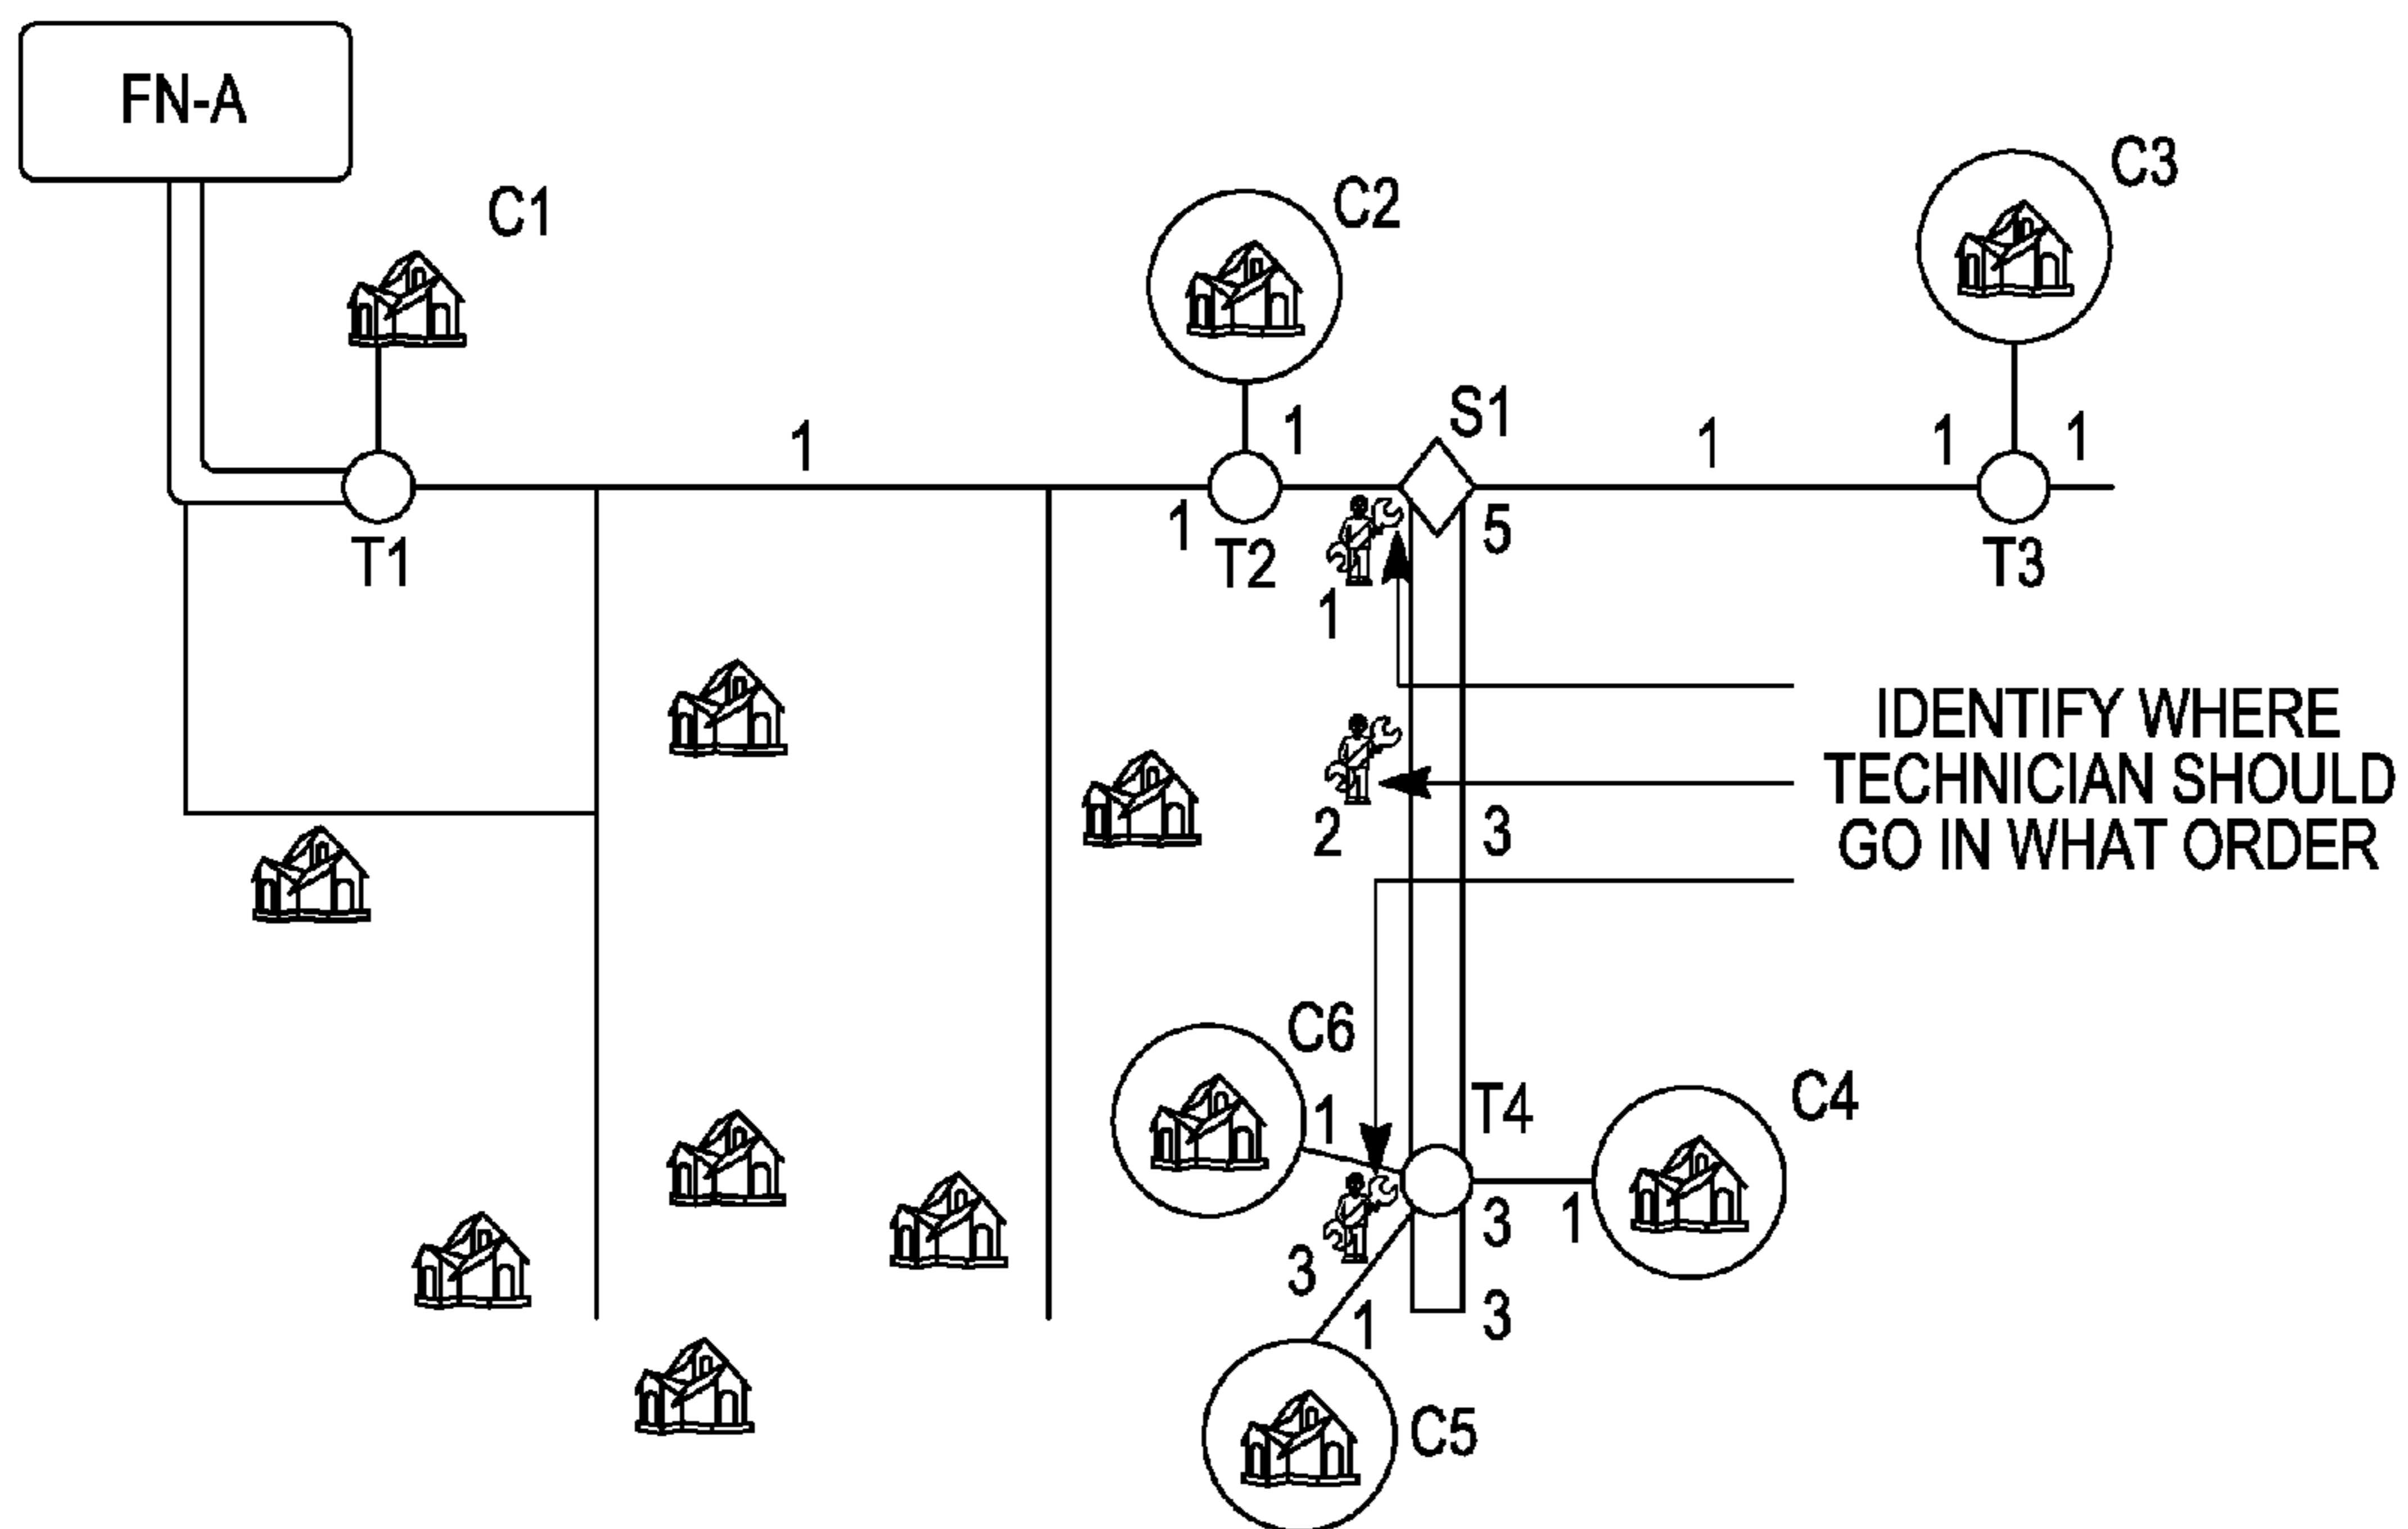 FN-A
C1
C2
C3
1
1
S1
1
1
1
T1
1
T2
5
T3
1
IDENTIFY WHERE
TECHNICIAN SHOULD
GO IN WHAT ORDER
2
3
C6
1
T4
C4
3
1
3
1
3
C5